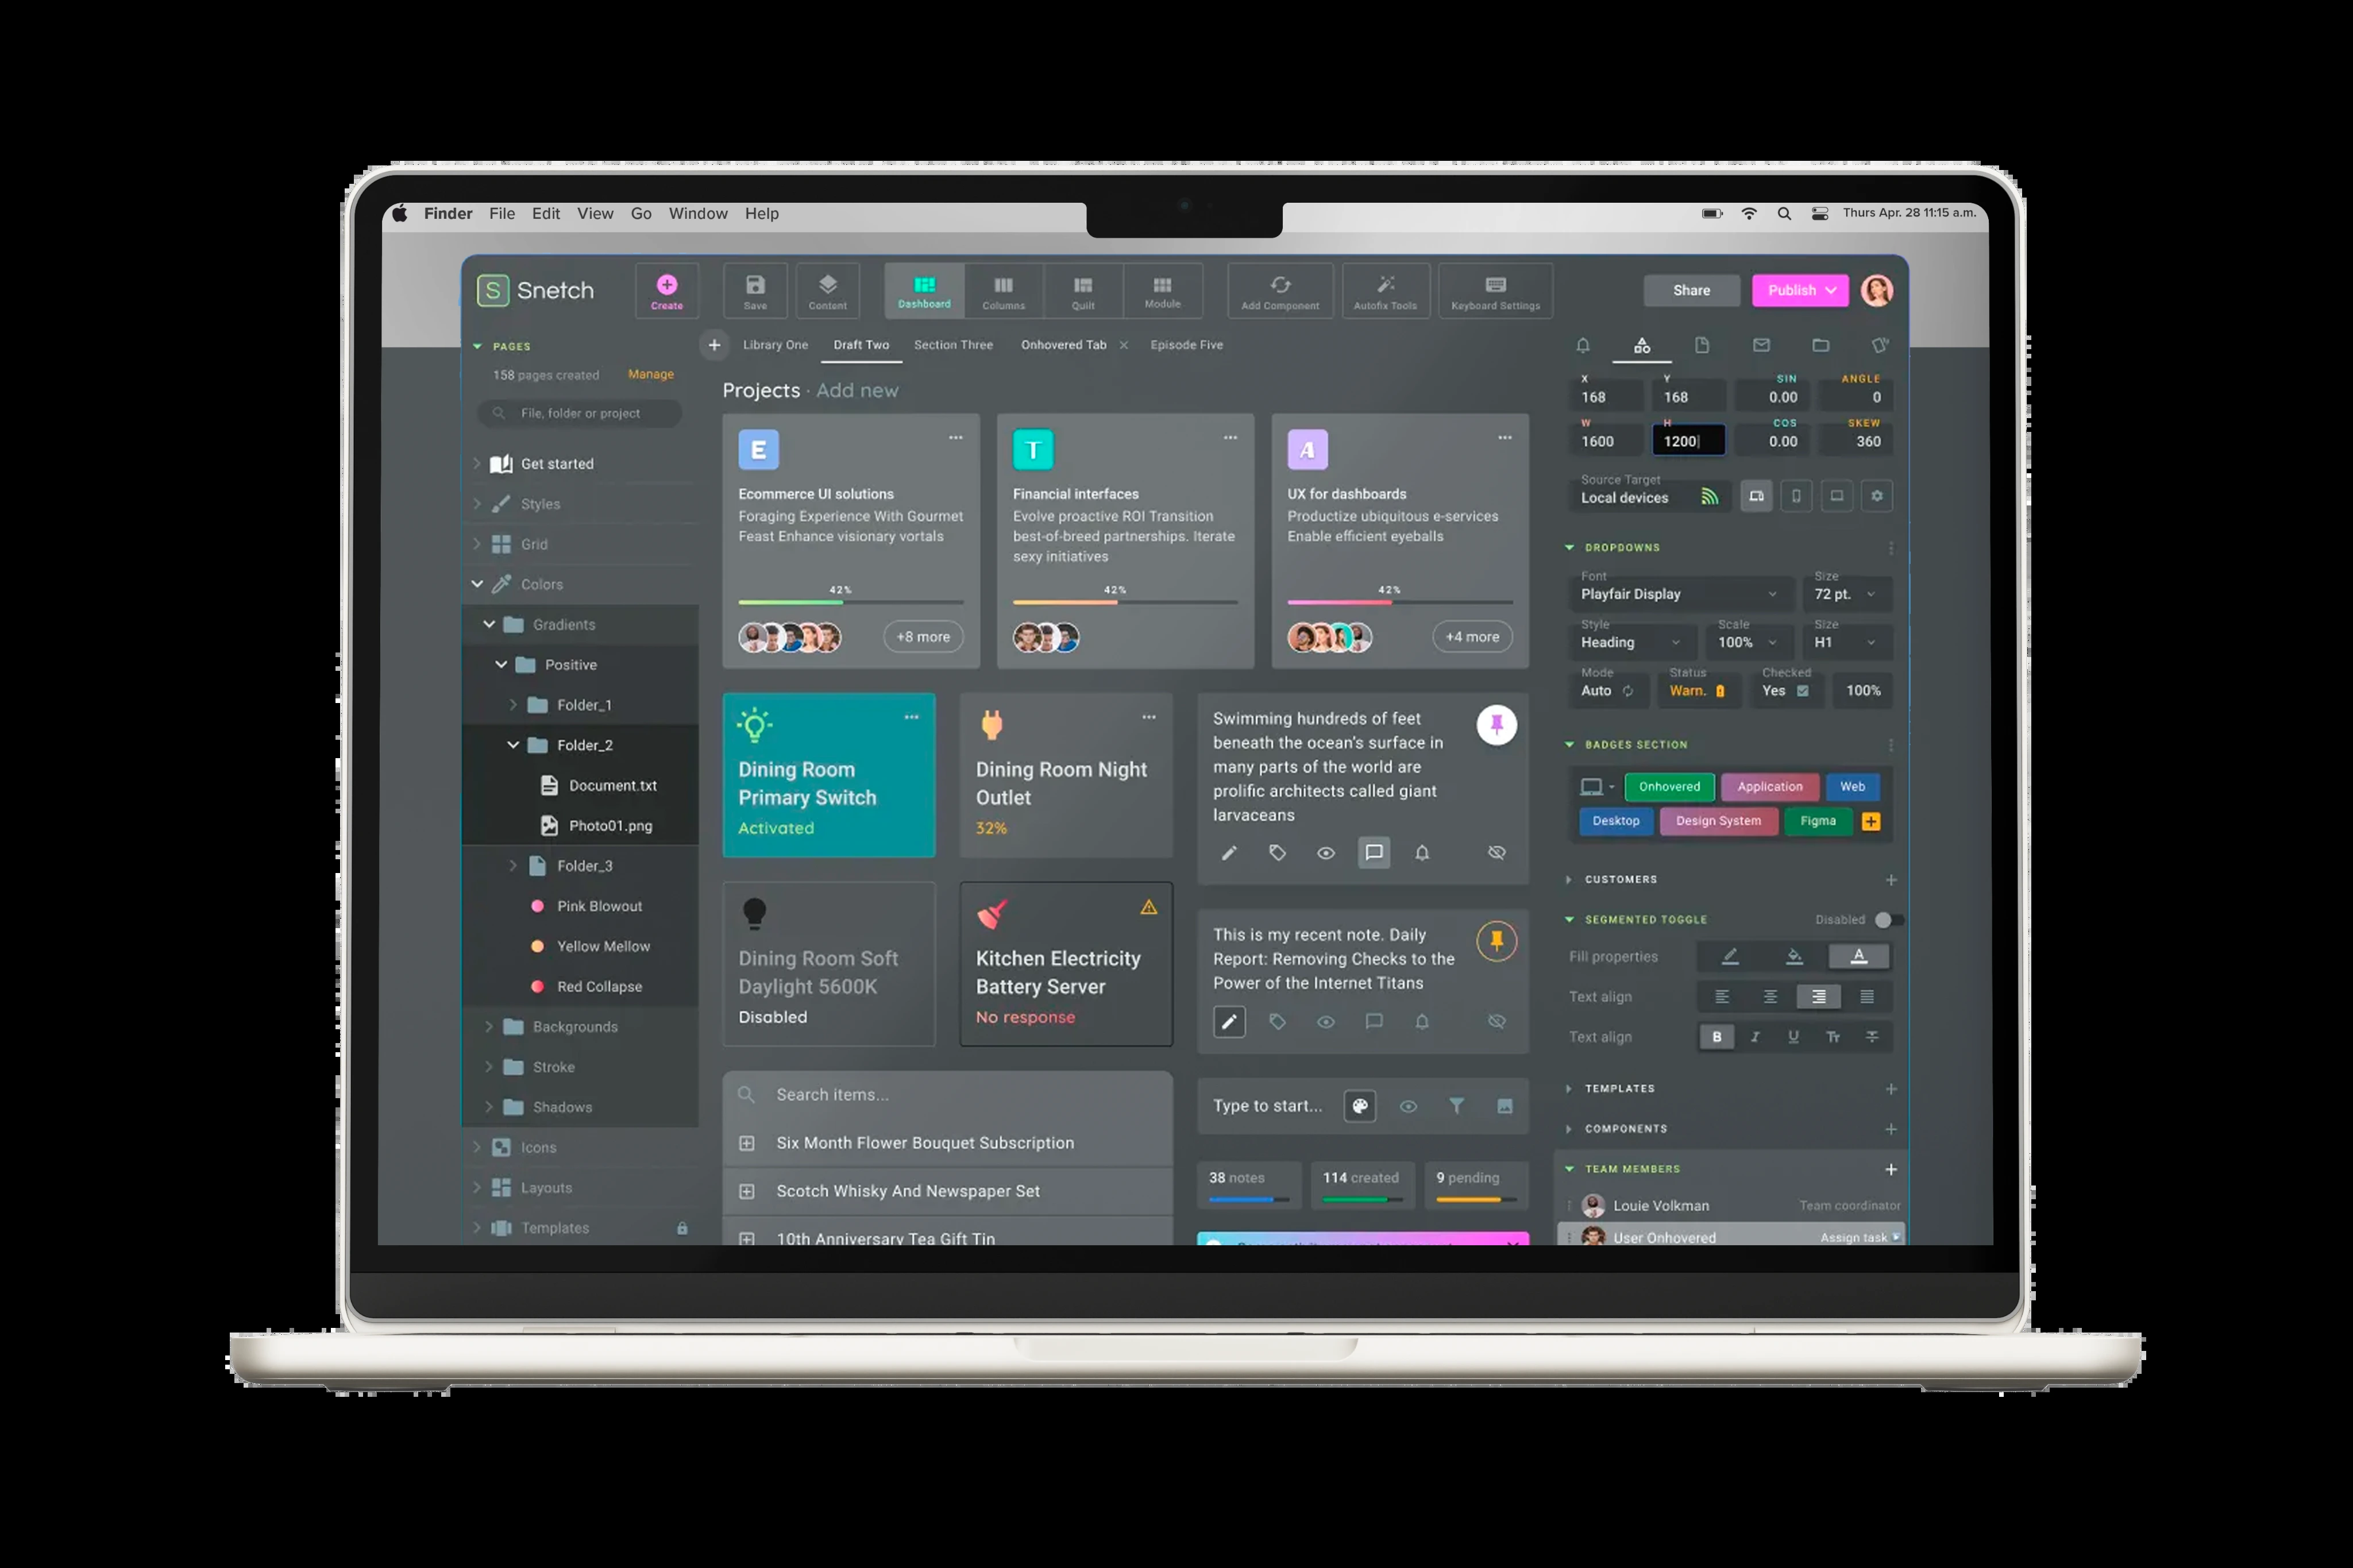 Finder File Edit View Go Window Help
Thurs Apr. 28 11:15 a.m.
S Snetch
Create
Save
Content
Dashboard
Columns
Quilt
Module
Add Component
Autofix Tools
Keyboard Settings
Share
Publish
PAGES
158 pages created Manage
File, folder or project
Get started
Styles
Grid
Colors
Gradients
Positive
Folder_1
Folder_2
Document.txt
Photo01.png
Folder_3
Pink Blowout
Yellow Mellow
Red Collapse
Backgrounds
Stroke
Shadows
Icons
Layouts
Templates
Library One Draft Two Section Three Onhovered Tab Episode Five
Projects · Add new
E
Ecommerce UI solutions
Foraging Experience With Gourmet
Feast Enhance visionary vortals
42%
+8 more
T
Financial interfaces
Evolve proactive ROI Transition
best-of-breed partnerships. Iterate
sexy initiatives
42%
A
UX for dashboards
Productize ubiquitous e-services
Enable efficient eyeballs
42%
+4 more
Dining Room
Primary Switch
Activated
Dining Room Night
Outlet
32%
Dining Room Soft
Daylight 5600K
Disabled
Kitchen Electricity
Battery Server
No response
Swimming hundreds of feet
beneath the ocean's surface in
many parts of the world are
prolific architects called giant
larvaceans
This is my recent note. Daily
Report: Removing Checks to the
Power of the Internet Titans
Search items...
Six Month Flower Bouquet Subscription
Scotch Whisky And Newspaper Set
10th Anniversary Tea Gift Tin
Type to start...
38 notes
114 created
9 pending
X Y SIN ANGLE
168 168 0.00 0
W H COS SKEW
1600 1200 0.00 360
Source Target
Local devices
DROPDOWNS
Font Size
Playfair Display 72 pt.
Style Scale Size
Heading 100% H1
Mode Status Checked
Auto Warn. Yes 100%
BADGES SECTION
Onhovered Application Web
Desktop Design System Figma
CUSTOMERS
SEGMENTED TOGGLE Disabled
Fill properties A
Text align
Text align B I U Tt T
TEMPLATES
COMPONENTS
TEAM MEMBERS
Louie Volkman Team coordinator
User Onhovered Assign task